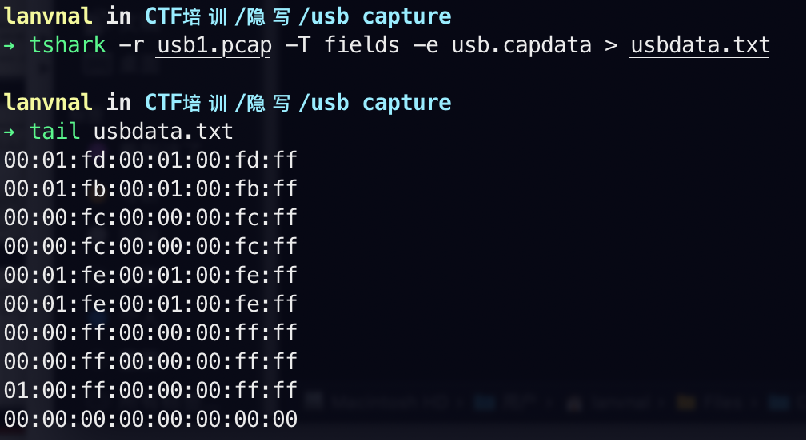 lanvnal in CTF培训/隐写/usb capture
→ tshark -r usb1.pcap -T fields -e usb.capdata > usbdata.txt
lanvnal in CTF培训/隐写/usb capture
→ tail usbdata.txt
00:01:fd:00:01:00:fd:ff
00:01:fb:00:01:00:fb:ff
00:00:fc:00:00:00:fc:ff
00:00:fc:00:00:00:fc:ff
00:01:fe:00:01:00:fe:ff
00:01:fe:00:01:00:fe:ff
00:00:ff:00:00:00:ff:ff
00:00:ff:00:00:00:ff:ff
01:00:ff:00:00:00:ff:ff
00:00:00:00:00:00:00:00